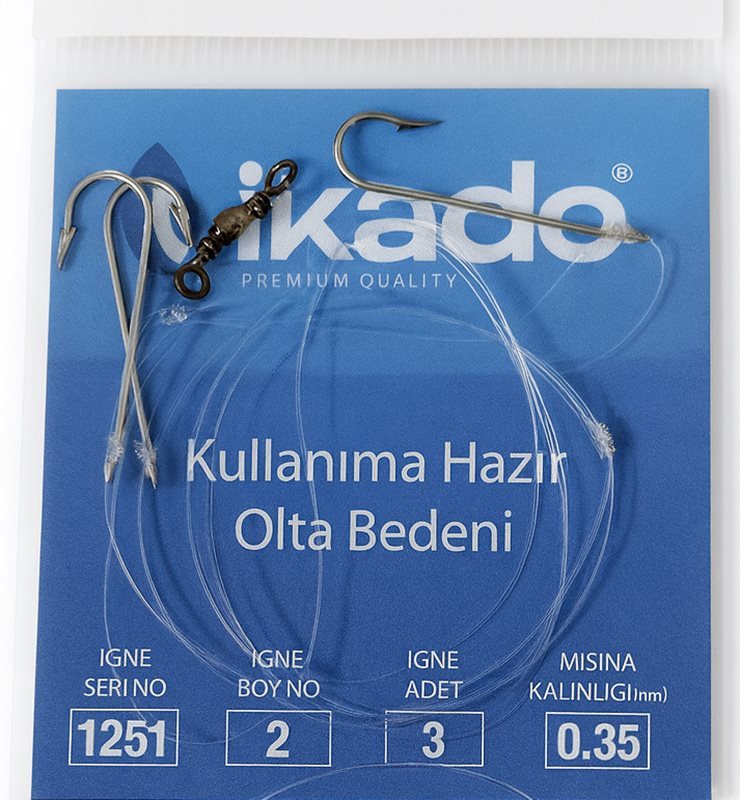 ikado ®
PREMIUM QUALITY
Kullanıma Hazır
Olta Bedeni
IGNE SERI NO
IGNE BOY NO
IGNE ADET
MISINA KALINLIGI(nm)
1251
2
3
0.35